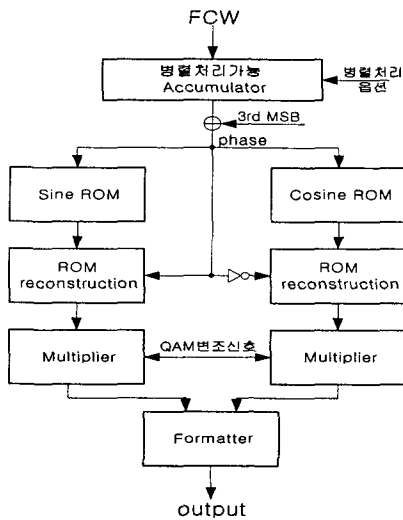 FCW
병렬처리가능
Accumulator
병렬처리
옵션
3rd MSB
phase
Sine ROM
Cosine ROM
ROM
reconstruction
ROM
reconstruction
Multiplier
QAM변조신호
Multiplier
Formatter
output